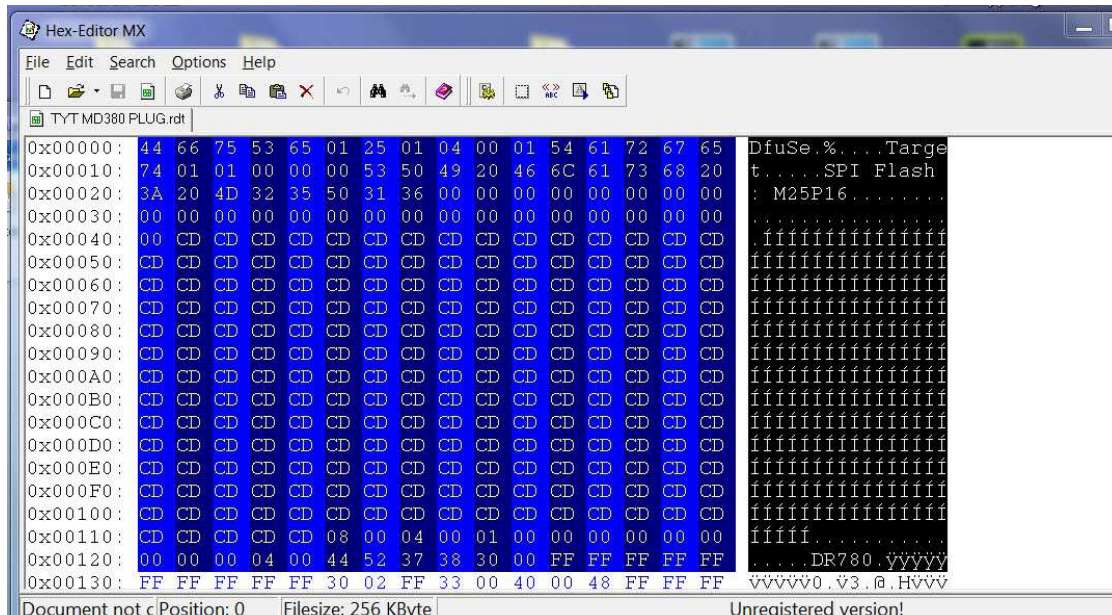 Hex-Editor MX
File Edit Search Options Help
TYT MD380 PLUG.rdt
0x00000: 44 66 75 53 65 01 25 01 04 00 01 54 61 72 67 65 DfuSe.%....Targe
0x00010: 74 01 01 00 00 00 53 50 49 20 46 6C 61 73 68 20 t.....SPI Flash
0x00020: 3A 20 4D 32 35 50 31 36 00 00 00 00 00 00 00 00 : M25P16........
0x00030: 00 00 00 00 00 00 00 00 00 00 00 00 00 00 00 00 ................
0x00040: 00 CD CD CD CD CD CD CD CD CD CD CD CD CD CD CD .ÍÍÍÍÍÍÍÍÍÍÍÍÍÍÍ
0x00050: CD CD CD CD CD CD CD CD CD CD CD CD CD CD CD CD ÍÍÍÍÍÍÍÍÍÍÍÍÍÍÍÍ
0x00060: CD CD CD CD CD CD CD CD CD CD CD CD CD CD CD CD ÍÍÍÍÍÍÍÍÍÍÍÍÍÍÍÍ
0x00070: CD CD CD CD CD CD CD CD CD CD CD CD CD CD CD CD ÍÍÍÍÍÍÍÍÍÍÍÍÍÍÍÍ
0x00080: CD CD CD CD CD CD CD CD CD CD CD CD CD CD CD CD ÍÍÍÍÍÍÍÍÍÍÍÍÍÍÍÍ
0x00090: CD CD CD CD CD CD CD CD CD CD CD CD CD CD CD CD ÍÍÍÍÍÍÍÍÍÍÍÍÍÍÍÍ
0x000A0: CD CD CD CD CD CD CD CD CD CD CD CD CD CD CD CD ÍÍÍÍÍÍÍÍÍÍÍÍÍÍÍÍ
0x000B0: CD CD CD CD CD CD CD CD CD CD CD CD CD CD CD CD ÍÍÍÍÍÍÍÍÍÍÍÍÍÍÍÍ
0x000C0: CD CD CD CD CD CD CD CD CD CD CD CD CD CD CD CD ÍÍÍÍÍÍÍÍÍÍÍÍÍÍÍÍ
0x000D0: CD CD CD CD CD CD CD CD CD CD CD CD CD CD CD CD ÍÍÍÍÍÍÍÍÍÍÍÍÍÍÍÍ
0x000E0: CD CD CD CD CD CD CD CD CD CD CD CD CD CD CD CD ÍÍÍÍÍÍÍÍÍÍÍÍÍÍÍÍ
0x000F0: CD CD CD CD CD CD CD CD CD CD CD CD CD CD CD CD ÍÍÍÍÍÍÍÍÍÍÍÍÍÍÍÍ
0x00100: CD CD CD CD CD CD CD CD CD CD CD CD CD CD CD CD ÍÍÍÍÍÍÍÍÍÍÍÍÍÍÍÍ
0x00110: CD CD CD CD CD 08 00 04 00 01 00 00 00 00 00 00 ÍÍÍÍÍ...........
0x00120: 00 00 00 04 00 44 52 37 38 30 00 FF FF FF FF FF .....DR780.ÿÿÿÿÿ
0x00130: FF FF FF FF FF 30 02 FF 33 00 40 00 48 FF FF FF ÿÿÿÿÿ0.ÿ3.@.Hÿÿÿ
Document not c Position: 0 Filesize: 256 KByte Unregistered version!